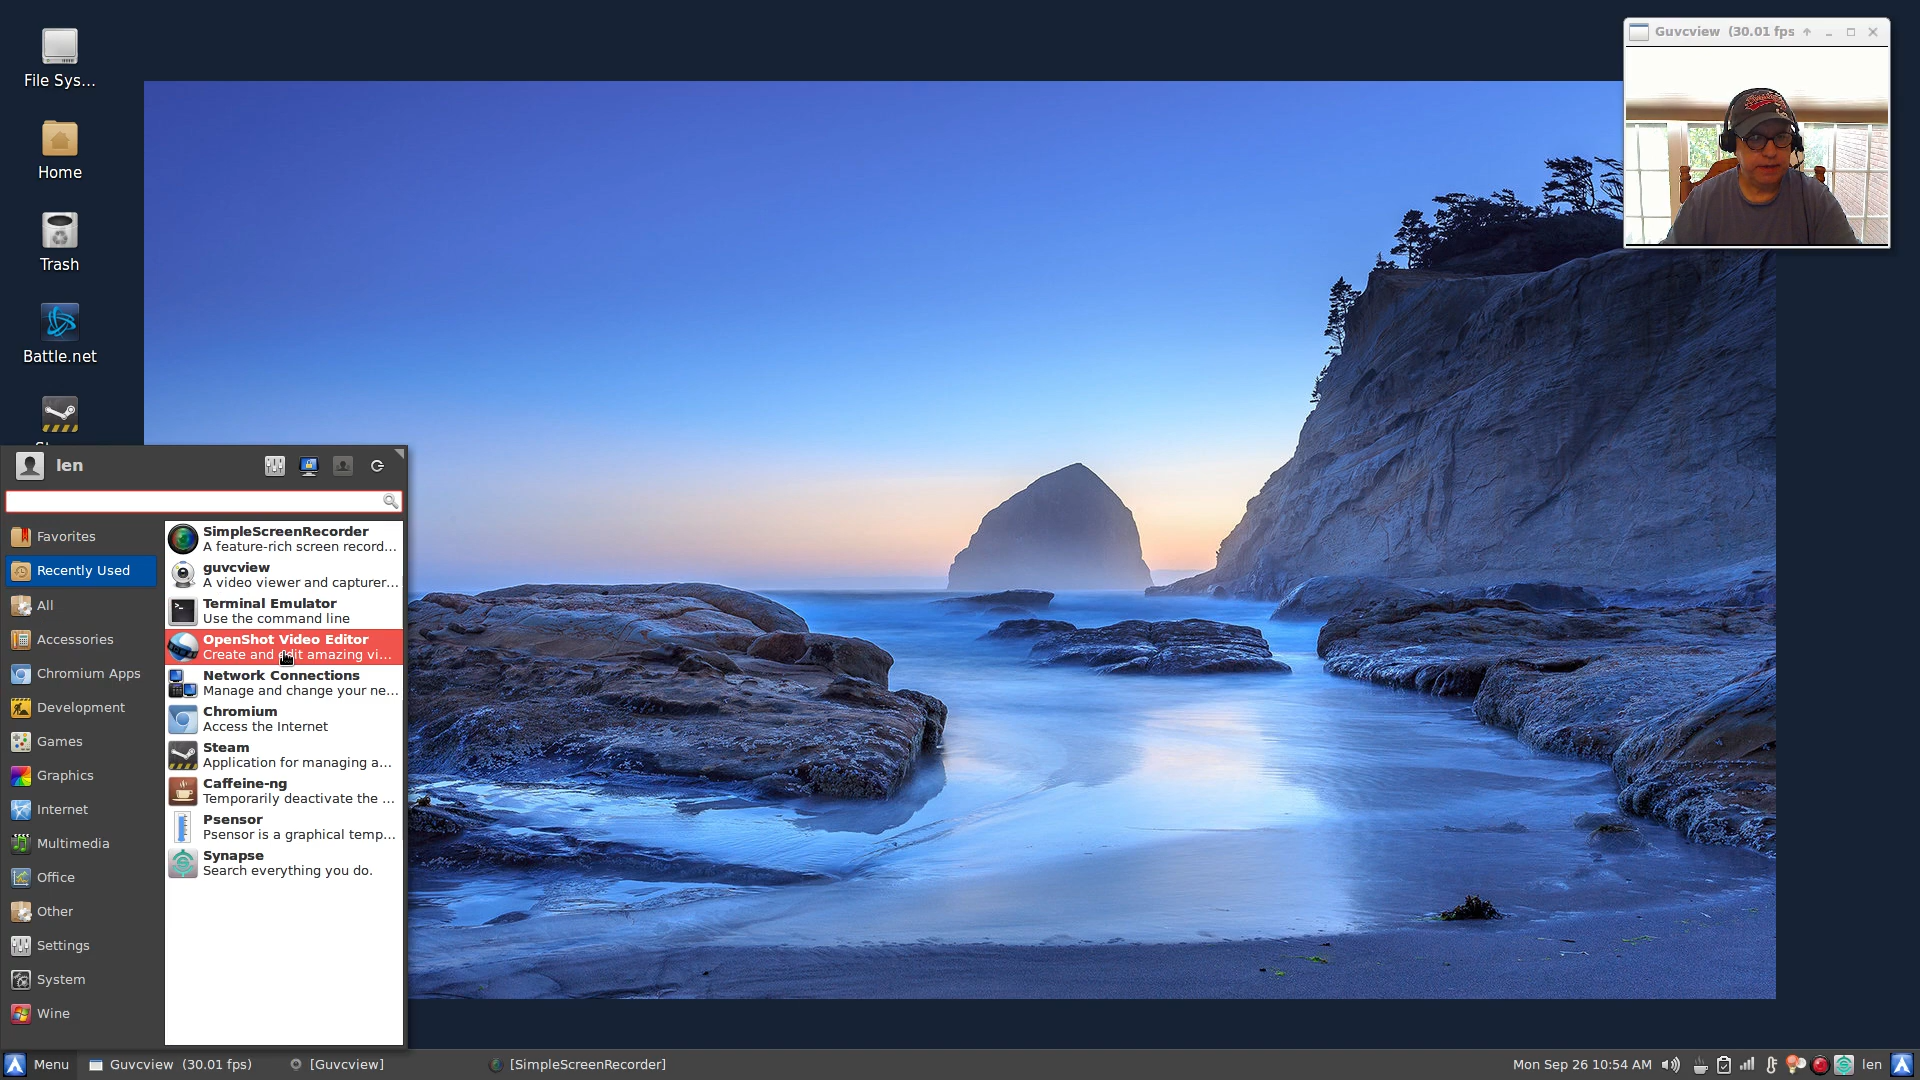 File Sys...
Home
Trash
Battle.net
Guvcview (30.01 fps
len
Favorites
Recently Used
All
Accessories
Chromium Apps
Development
Games
Graphics
Internet
Multimedia
Office
Other
Settings
System
Wine
SimpleScreenRecorder
A feature-rich screen record...
guvcview
A video viewer and capturer...
Terminal Emulator
Use the command line
OpenShot Video Editor
Create and edit amazing vi...
Network Connections
Manage and change your ne...
Chromium
Access the Internet
Steam
Application for managing a...
Caffeine-ng
Temporarily deactivate the ...
Psensor
Psensor is a graphical temp...
Synapse
Search everything you do.
Menu
Guvcview (30.01 fps)
[Guvcview]
[SimpleScreenRecorder]
Mon Sep 26 10:54 AM
len